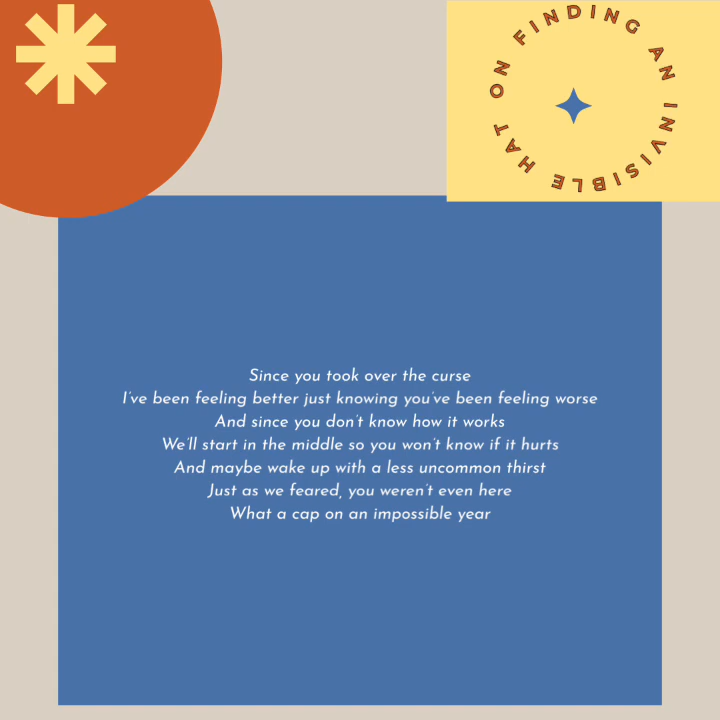 ON FINDING AN INVISIBLE HAT
Since you took over the curse
I've been feeling better just knowing you've been feeling worse
And since you don't know how it works
We'll start in the middle so you won't know if it hurts
And maybe wake up with a less uncommon thirst
Just as we feared, you weren't even here
What a cap on an impossible year